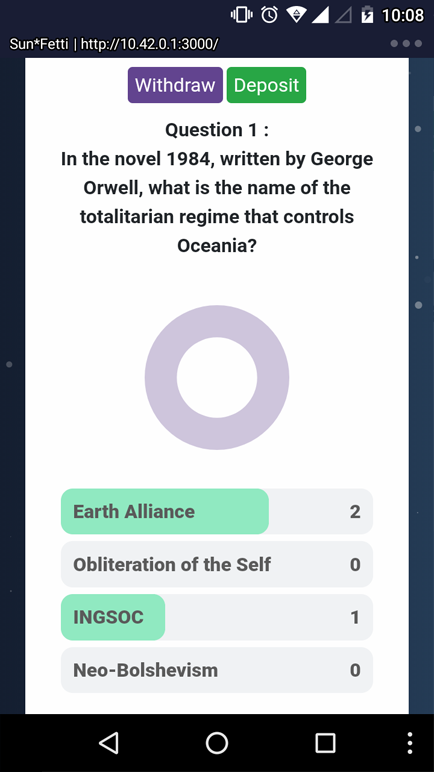 10:08
Sun*Fetti | http://10.42.0.1:3000/
Withdraw Deposit
Question 1 :
In the novel 1984, written by George
Orwell, what is the name of the
totalitarian regime that controls
Oceania?
Earth Alliance 2
Obliteration of the Self 0
INGSOC 1
Neo-Bolshevism 0